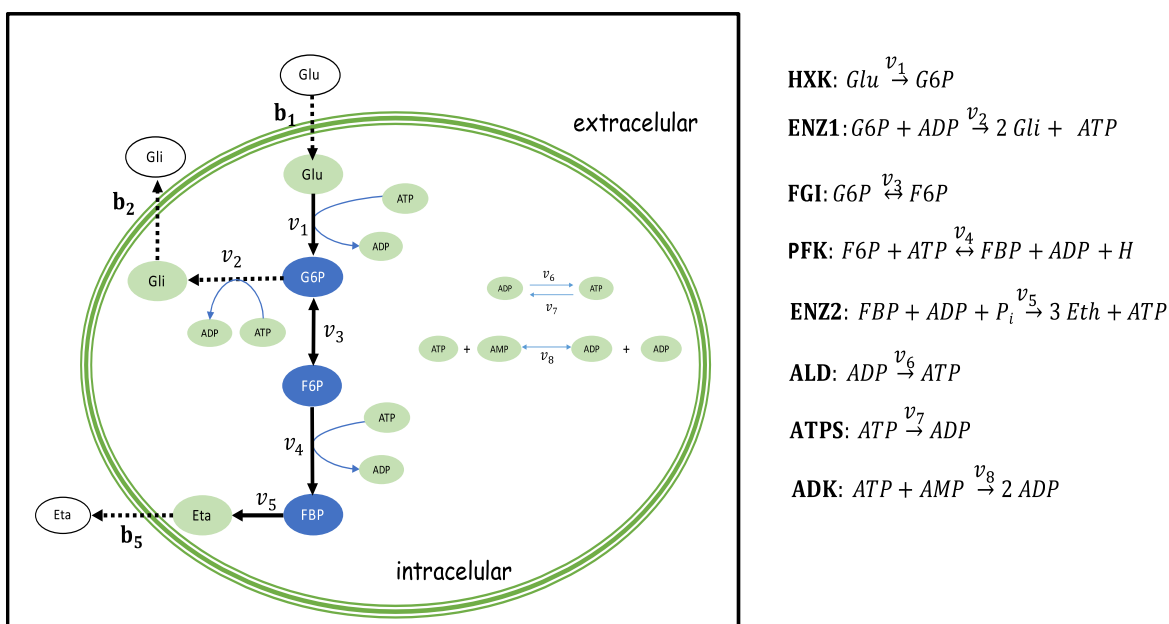 Glu
b₁
extracelular
Gli
b₂
Glu
ATP
v₁
ADP
v₂
G6P
Gli
ADP
ATP
v₃
F6P
ATP
v₄
ADP
v₅
Eta
b₅
Eta
FBP
ADP
v₆
ATP
v₇
ATP + AMP v₈ ADP + ADP
intracelular
HXK: Glu →v₁ G6P
ENZ1: G6P + ADP →v₂ 2 Gli + ATP
FGI: G6P ↔v₃ F6P
PFK: F6P + ATP ↔v₄ FBP + ADP + H
ENZ2: FBP + ADP + Pᵢ →v₅ 3 Eth + ATP
ALD: ADP →v₆ ATP
ATPS: ATP →v₇ ADP
ADK: ATP + AMP →v₈ 2 ADP